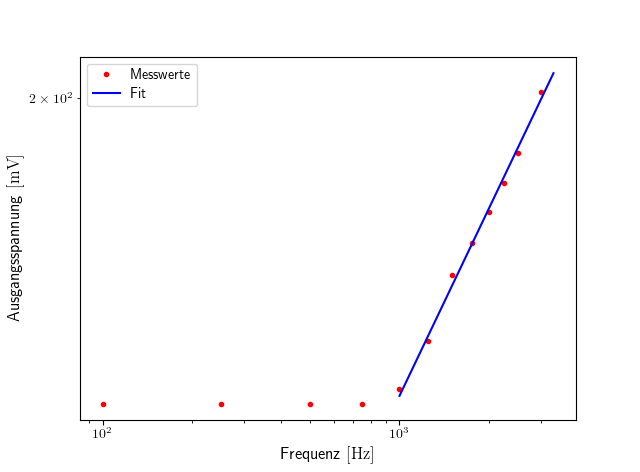 Messwerte
Fit
2 × 10²
Ausgangsspannung [mV]
10² 10³
Frequenz [Hz]